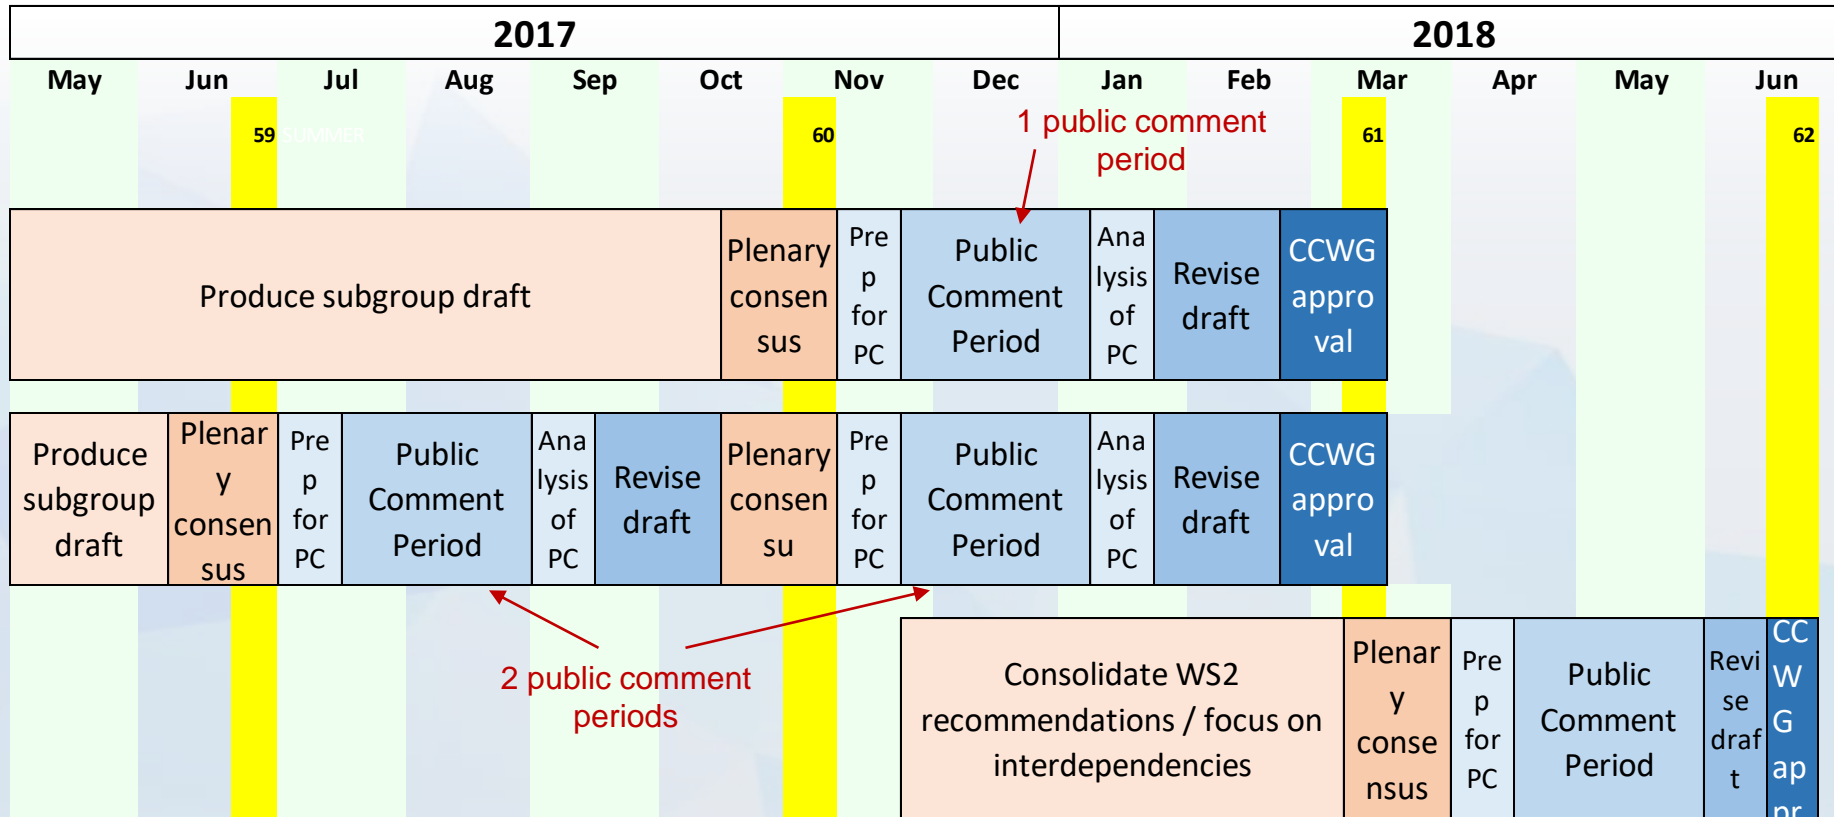 2017
2018
May Jun Jul Aug Sep Oct Nov Dec Jan Feb Mar Apr May Jun
59 SUMMER
60
61
62
1 public comment
period
Produce subgroup draft
Plenary
consen
sus
Pre
p
for
PC
Public
Comment
Period
Ana
lysis
of
PC
Revise
draft
CCWG
appro
val
Produce
subgroup
draft
Plenar
y
consen
sus
Pre
p
for
PC
Public
Comment
Period
Ana
lysis
of
PC
Revise
draft
Plenary
consen
su
Pre
p
for
PC
Public
Comment
Period
Ana
lysis
of
PC
Revise
draft
CCWG
appro
val
2 public comment
periods
Consolidate WS2
recommendations / focus on
interdependencies
Plenar
y
conse
nsus
Pre
p
for
PC
Public
Comment
Period
Revi
se
draf
t
CC
W
G
ap
pr